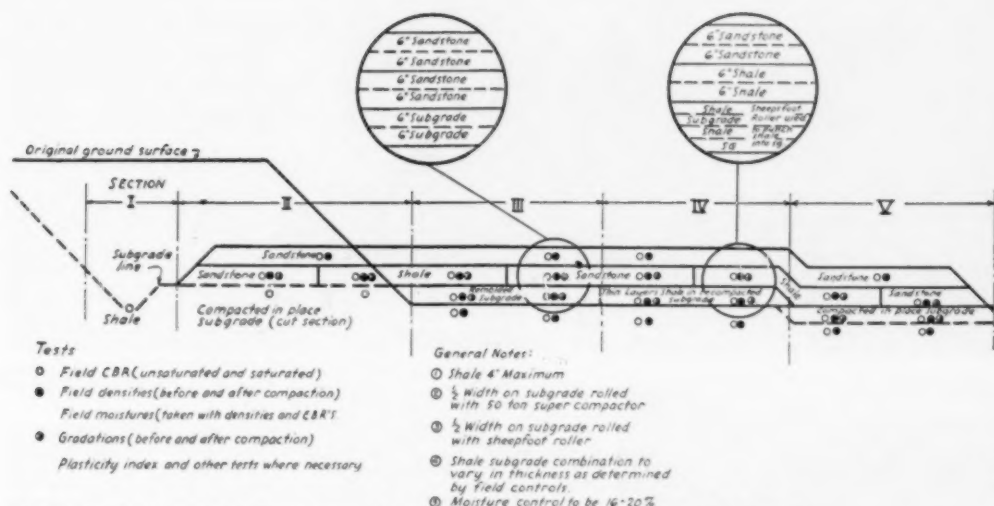 6" Sandstone
6" Sandstone
6" Sandstone
6" Sandstone
6" Subgrade
6" Subgrade
6" Sandstone
6" Sandstone
6" Shale
6" Shale
Shale
Subgrade
Shale
SG
Sheepsfoot
Roller used
to punch
shale
into sg
Original ground surface
SECTION
I
II
III
IV
V
Subgrade
line
Shale
Sandstone
Sandstone
Shale
Sandstone
Remolded
subgrade
Thin Layers Shale in recompacted
subgrade
Shale
Sandstone
Sandstone
Compacted in place subgrade
Compacted in place
subgrade (cut section)
Tests
Field CBR (unsaturated and saturated)
Field densities (before and after compaction)
Field moistures (taken with densities and CBR'S
Gradations (before and after compaction)
Plasticity index and other tests where necessary
General Notes:
① Shale 4" Maximum
② ½ Width on subgrade rolled
with 50 ton super compactor
③ ½ Width on subgrade rolled
with sheepfoot roller
④ Shale subgrade combination to
vary in thickness as determined
by field controls.
⑤ Moisture control to be 16-20%